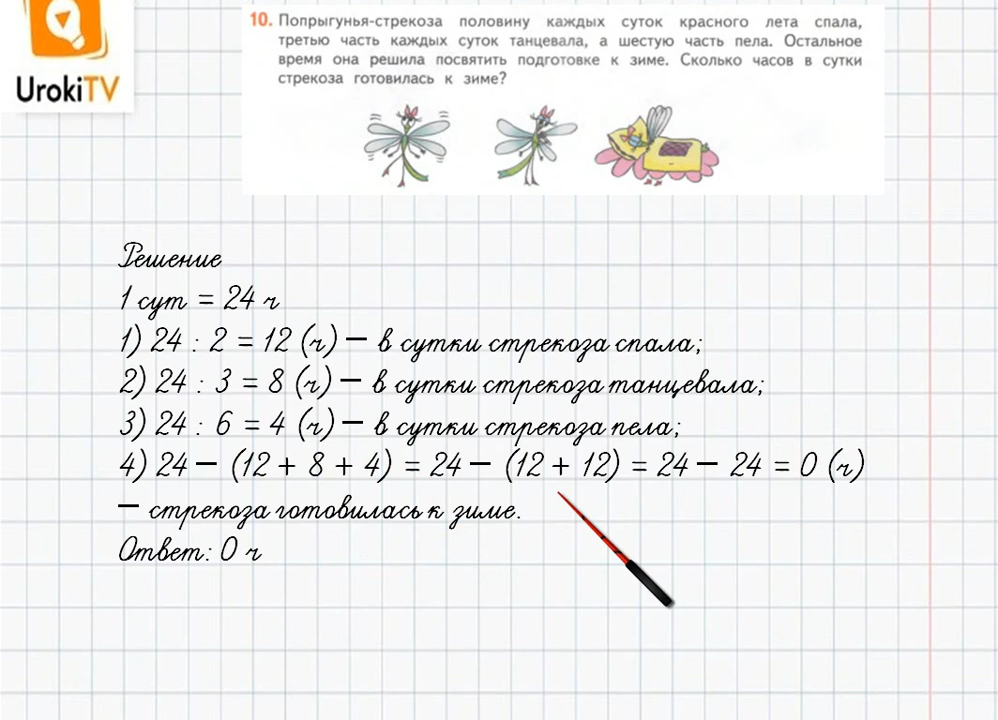 UrokiTV
10. Попрыгунья-стрекоза половину каждых суток красного лета спала,
третью часть каждых суток танцевала, а шестую часть пела. Остальное
время она решила посвятить подготовке к зиме. Сколько часов в сутки
стрекоза готовилась к зиме?
Решение
1 сут = 24 ч
1) 24 : 2 = 12 (ч) – в сутки стрекоза спала;
2) 24 : 3 = 8 (ч) – в сутки стрекоза танцевала;
3) 24 : 6 = 4 (ч) – в сутки стрекоза пела;
4) 24 – (12 + 8 + 4) = 24 – (12 + 12) = 24 – 24 = 0 (ч)
– стрекоза готовилась к зиме.
Ответ: 0 ч